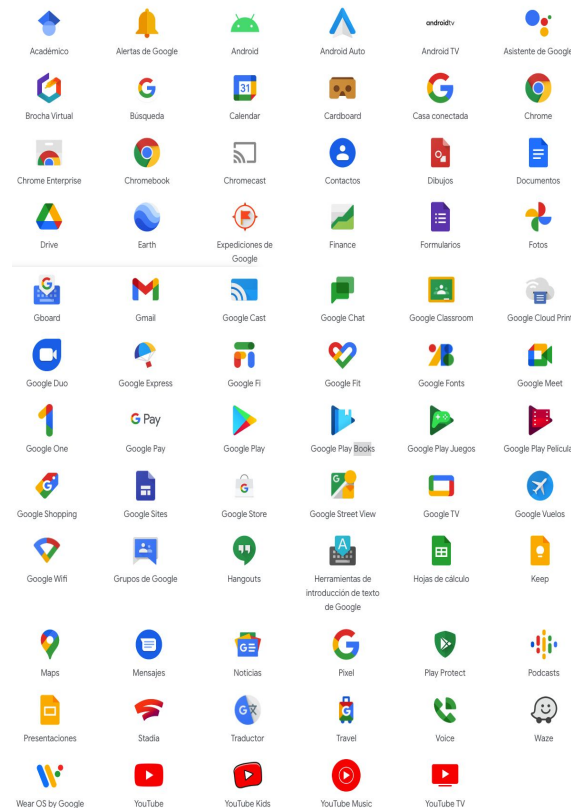 androidtv
Académico Alertas de Google Android Android Auto Android TV Asistente de Google
31
Brocha Virtual Búsqueda Calendar Cardboard Casa conectada Chrome
Chrome Enterprise Chromebook Chromecast Contactos Dibujos Documentos
Drive Earth Expediciones de Google Finance Formularios Fotos
G
Gboard Gmail Google Cast Google Chat Google Classroom Google Cloud Print
Google Duo Google Express Google Fi Google Fit Google Fonts Google Meet
G Pay
Google One Google Pay Google Play Google Play Books Google Play Juegos Google Play Película
Google Shopping Google Sites Google Store Google Street View Google TV Google Vuelos
A
Google Wifi Grupos de Google Hangouts Herramientas de introducción de texto de Google Hojas de cálculo Keep
GE
Maps Mensajes Noticias Pixel Play Protect Podcasts
G文
Presentaciones Stadia Traductor Travel Voice Waze
Wear OS by Google YouTube YouTube Kids YouTube Music YouTube TV